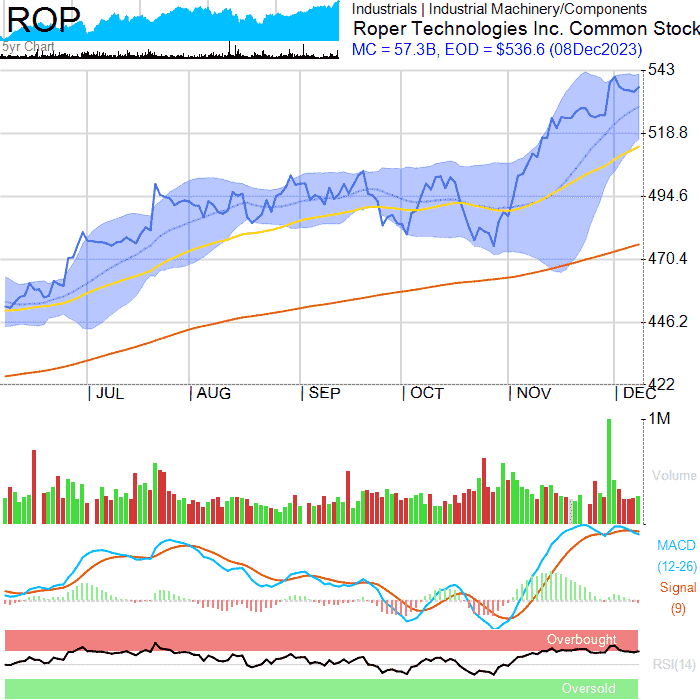 ROP
5yr Chart
Industrials | Industrial Machinery/Components
Roper Technologies Inc. Common Stock
MC = 57.3B, EOD = $536.6 (08Dec2023)
543
518.8
494.6
470.4
446.2
422
JUL
AUG
SEP
OCT
NOV
DEC
1M
Volume
MACD
(12-26)
Signal
(9)
Overbought
RSI(14)
Oversold